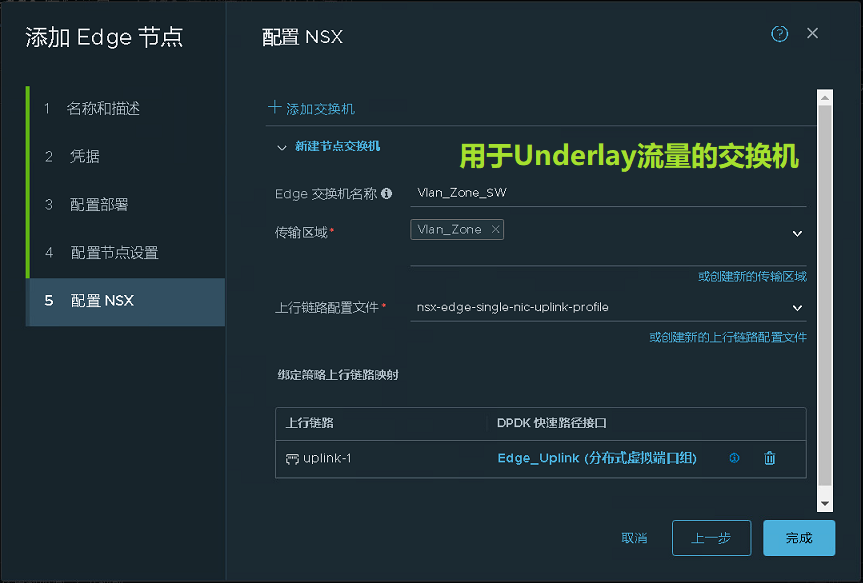 添加 Edge 节点
1 名称和描述
2 凭据
3 配置部署
4 配置节点设置
5 配置 NSX
配置 NSX
添加交换机
新建节点交换机
用于Underlay流量的交换机
Edge 交换机名称
Vlan_Zone_SW
传输区域*
Vlan_Zone
或创建新的传输区域
上行链路配置文件*
nsx-edge-single-nic-uplink-profile
或创建新的上行链路配置文件
绑定策略上行链路映射
上行链路 DPDK 快速路径接口
uplink-1 Edge_Uplink (分布式虚拟端口组)
取消 上一步 完成